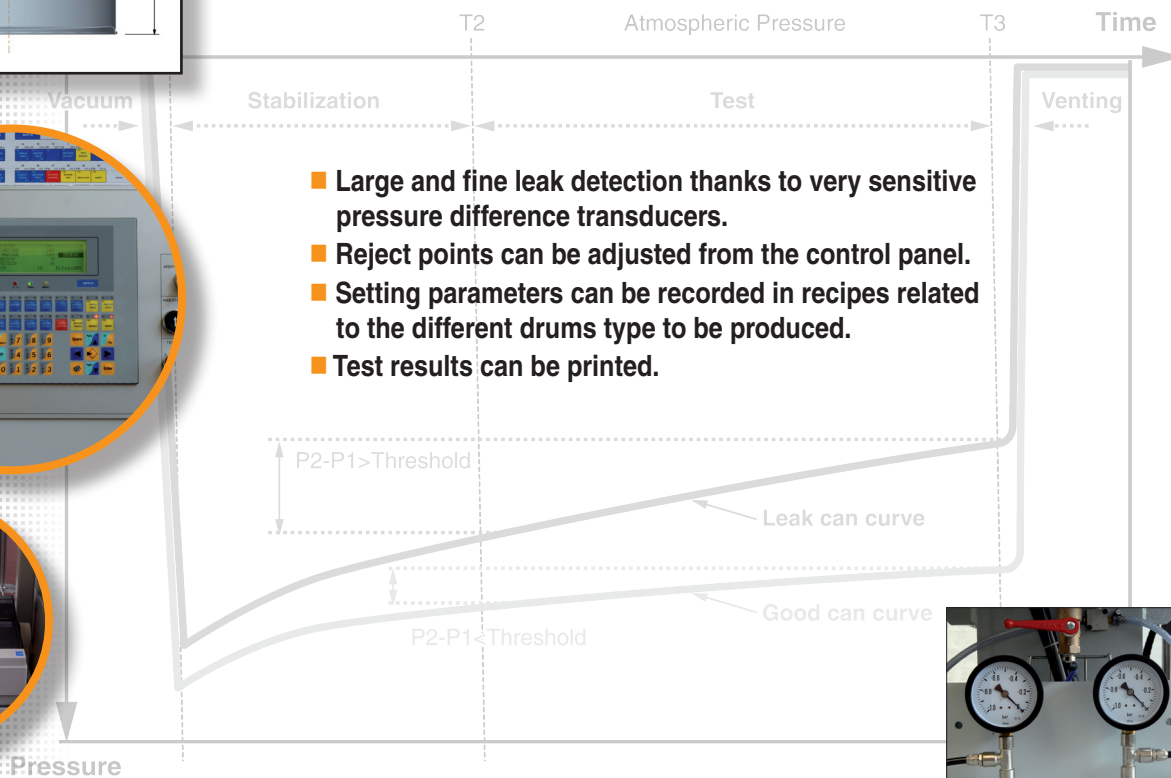 T2 Atmospheric Pressure T3 Time
Vacuum Stabilization Test Venting
■ Large and fine leak detection thanks to very sensitive
pressure difference transducers.
■ Reject points can be adjusted from the control panel.
■ Setting parameters can be recorded in recipes related
to the different drums type to be produced.
■ Test results can be printed.
P2-P1>Threshold
Leak can curve
Good can curve
P2-P1<Threshold
Pressure